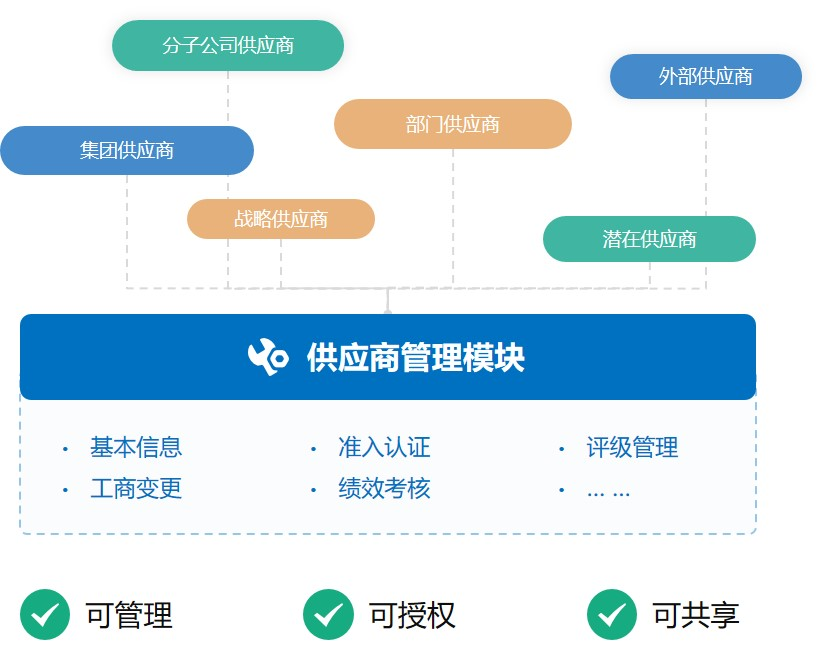 分子公司供应商
外部供应商
部门供应商
集团供应商
战略供应商
潜在供应商
供应商管理模块
· 基本信息
· 准入认证
· 评级管理
· 工商变更
· 绩效考核
· ... ...
可管理
可授权
可共享